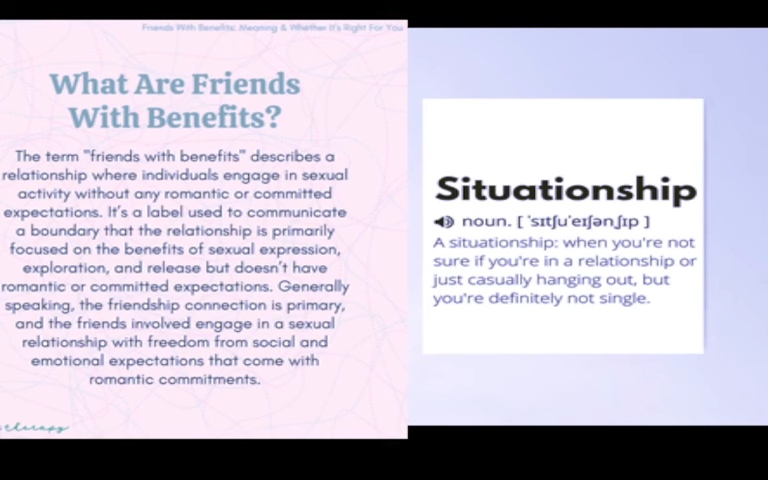 Friends With Benefits: Meaning & Whether It's Right For You
What Are Friends
With Benefits?
The term "friends with benefits" describes a
relationship where individuals engage in sexual
activity without any romantic or committed
expectations. It's a label used to communicate
a boundary that the relationship is primarily
focused on the benefits of sexual expression,
exploration, and release but doesn't have
romantic or committed expectations. Generally
speaking, the friendship connection is primary,
and the friends involved engage in a sexual
relationship with freedom from social and
emotional expectations that come with
romantic commitments.
therapy
Situationship
noun. [ ˈsɪtʃuˈeɪʃənˌʃɪp ]
A situationship: when you're not
sure if you're in a relationship or
just casually hanging out, but
you're definitely not single.